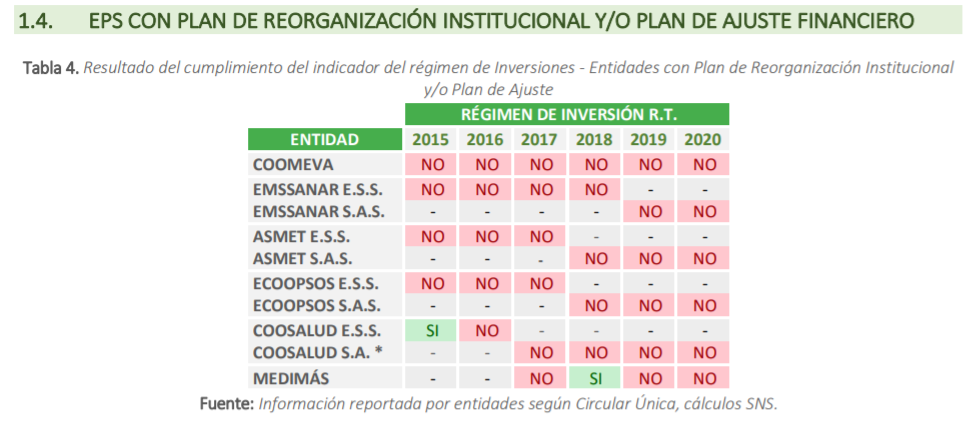 1.4. EPS CON PLAN DE REORGANIZACIÓN INSTITUCIONAL Y/O PLAN DE AJUSTE FINANCIERO
Tabla 4. Resultado del cumplimiento del indicador del régimen de Inversiones - Entidades con Plan de Reorganización Institucional
y/o Plan de Ajuste
RÉGIMEN DE INVERSIÓN R.T.
ENTIDAD 2015 2016 2017 2018 2019 2020
COOMEVA NO NO NO NO NO NO
EMSSANAR E.S.S. NO NO NO NO - -
EMSSANAR S.A.S. - - - - NO NO
ASMET E.S.S. NO NO NO - - -
ASMET S.A.S. - - - NO NO NO
ECOOPSOS E.S.S. NO NO NO - - -
ECOOPSOS S.A.S. - - - NO NO NO
COOSALUD E.S.S. SI NO - - - -
COOSALUD S.A. * - - NO NO NO NO
MEDIMÁS - - NO SI NO NO
Fuente: Información reportada por entidades según Circular Única, cálculos SNS.